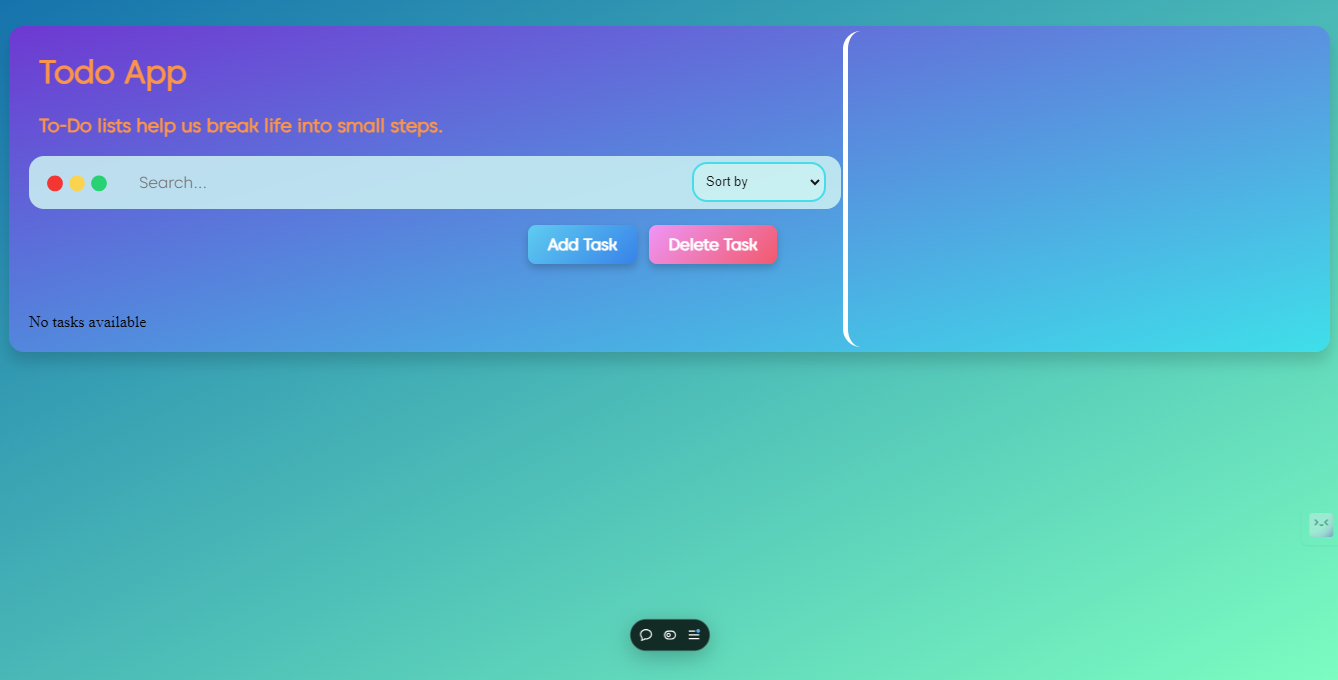 Todo App
To-Do lists help us break life into small steps.
Search...
Sort by
Add Task
Delete Task
No tasks available